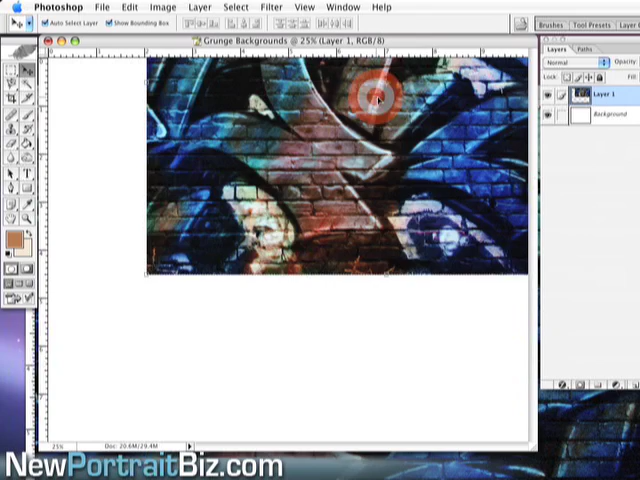 Photoshop File Edit Image Layer Select Filter View Window Help
Auto Select Layer Show Bounding Box
Brushes Tool Presets Layer C
Grunge Backgrounds @ 25% (Layer 1, RGB/8)
Layers Paths
Normal Opacity:
Lock:
Layer 1
Background
25% Doc: 20.6M/29.4M
NewPortraitBiz.com